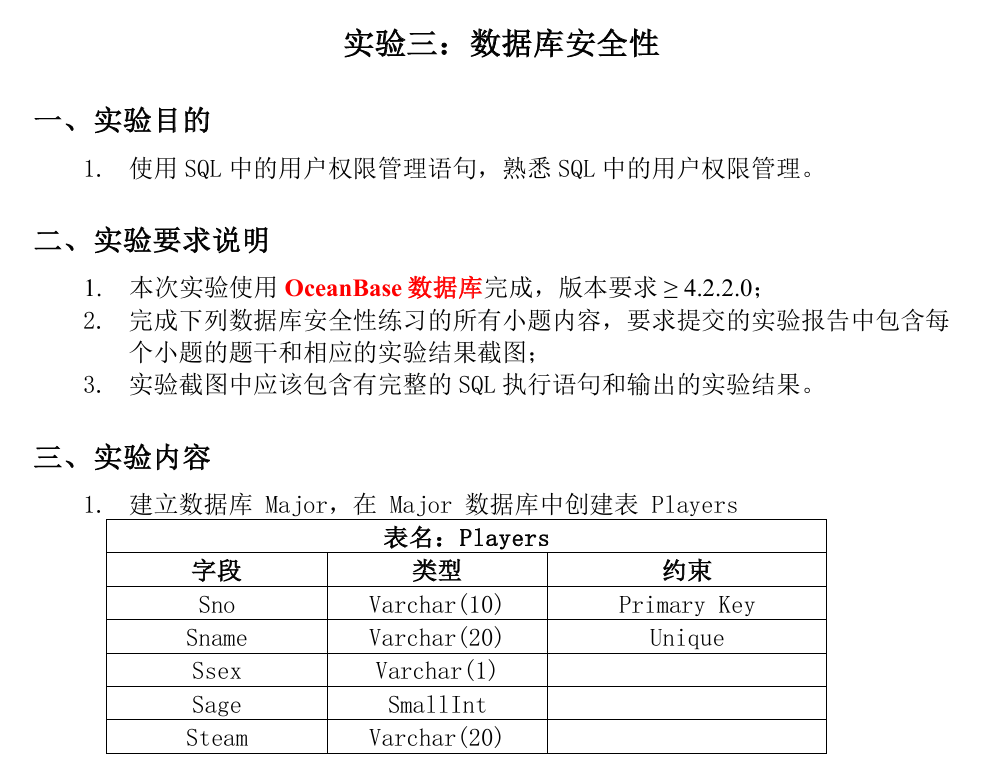 实验三：数据库安全性
一、实验目的
1. 使用 SQL 中的用户权限管理语句，熟悉 SQL 中的用户权限管理。
二、实验要求说明
1. 本次实验使用 OceanBase 数据库完成，版本要求 ≥ 4.2.2.0；
2. 完成下列数据库安全性练习的所有小题内容，要求提交的实验报告中包含每
个小题的题干和相应的实验结果截图；
3. 实验截图中应该包含有完整的 SQL 执行语句和输出的实验结果。
三、实验内容
1. 建立数据库 Major，在 Major 数据库中创建表 Players
表名：Players
字段 类型 约束
Sno Varchar(10) Primary Key
Sname Varchar(20) Unique
Ssex Varchar(1)
Sage SmallInt
Steam Varchar(20)